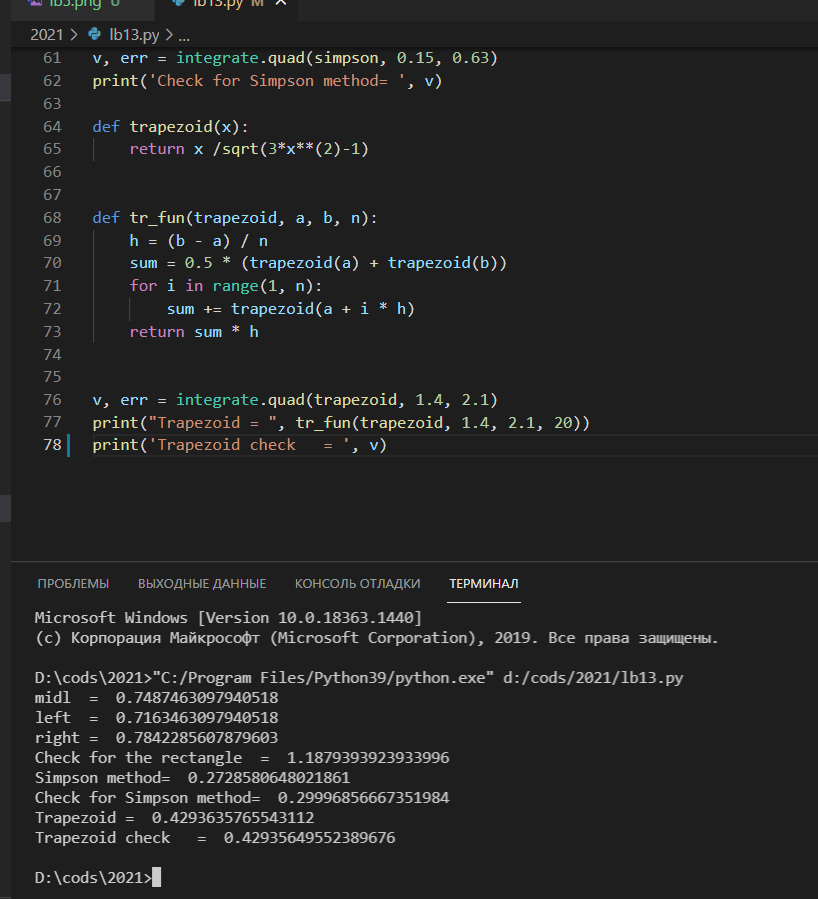 lb5.png U lb13.py M
2021 > lb13.py > ...
61 v, err = integrate.quad(simpson, 0.15, 0.63)
62 print('Check for Simpson method= ', v)
63
64 def trapezoid(x):
65     return x /sqrt(3*x**(2)-1)
66
67
68 def tr_fun(trapezoid, a, b, n):
69     h = (b - a) / n
70     sum = 0.5 * (trapezoid(a) + trapezoid(b))
71     for i in range(1, n):
72         sum += trapezoid(a + i * h)
73     return sum * h
74
75
76 v, err = integrate.quad(trapezoid, 1.4, 2.1)
77 print("Trapezoid = ", tr_fun(trapezoid, 1.4, 2.1, 20))
78 print('Trapezoid check   = ', v)
ПРОБЛЕМЫ ВЫХОДНЫЕ ДАННЫЕ КОНСОЛЬ ОТЛАДКИ ТЕРМИНАЛ
Microsoft Windows [Version 10.0.18363.1440]
(c) Корпорация Майкрософт (Microsoft Corporation), 2019. Все права защищены.
D:\cods\2021>"C:/Program Files/Python39/python.exe" d:/cods/2021/lb13.py
midl  =  0.7487463097940518
left  =  0.7163463097940518
right =  0.7842285607879603
Check for the rectangle  =  1.1879393923933996
Simpson method=  0.2728580648021861
Check for Simpson method=  0.29996856667351984
Trapezoid =  0.4293635765543112
Trapezoid check   =  0.42935649552389676
D:\cods\2021>